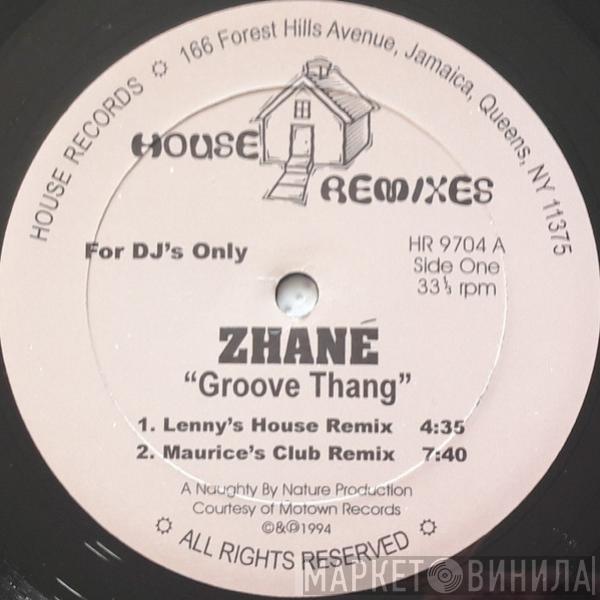 HOUSE RECORDS ☼ 166 Forest Hills Avenue, Jamaica, Queens, NY 11375
HOUSE
REMIXES
For DJ's Only
HR 9704 A
Side One
33⅓ rpm
ZHANÉ
“Groove Thang”
1. Lenny's House Remix 4:35
2. Maurice's Club Remix 7:40
A Naughty By Nature Production
Courtesy of Motown Records
©&℗1994
☼ ALL RIGHTS RESERVED ☼
МАРКЕТ ВИНИЛА